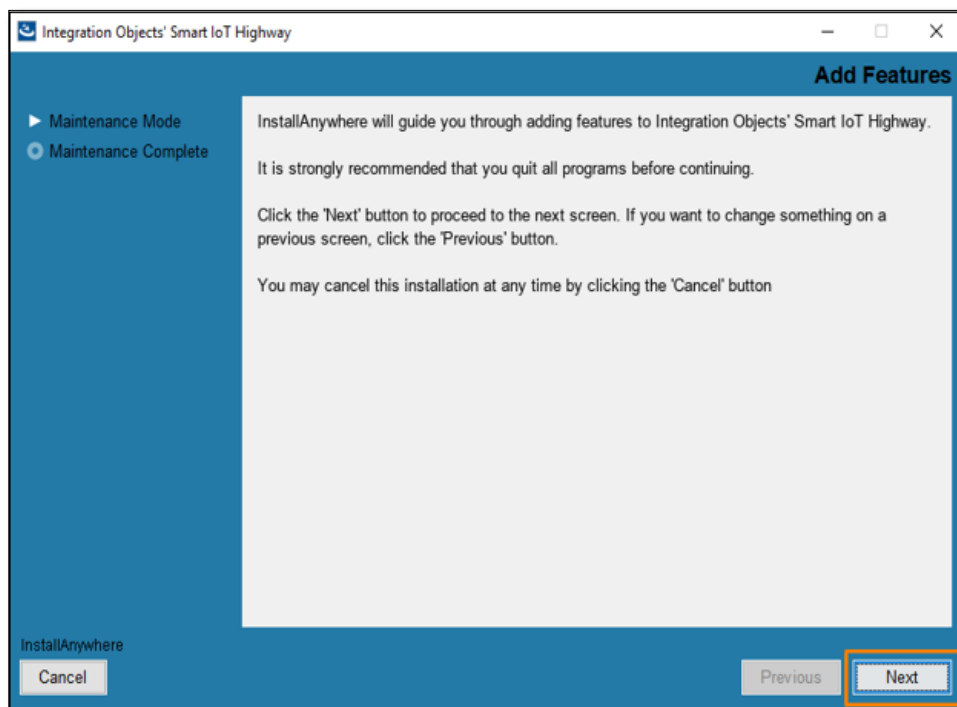 Integration Objects' Smart IoT Highway
Add Features
Maintenance Mode
Maintenance Complete
InstallAnywhere will guide you through adding features to Integration Objects' Smart IoT Highway.
It is strongly recommended that you quit all programs before continuing.
Click the 'Next' button to proceed to the next screen. If you want to change something on a
previous screen, click the 'Previous' button.
You may cancel this installation at any time by clicking the 'Cancel' button
InstallAnywhere
Cancel
Previous
Next